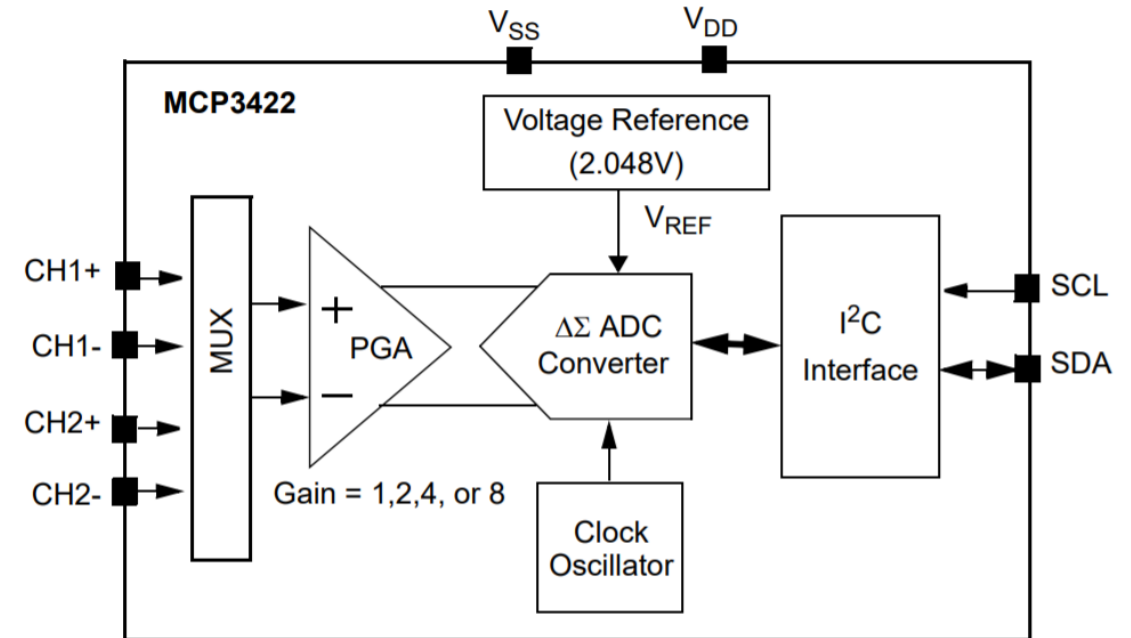 VSS
VDD
MCP3422
Voltage Reference
(2.048V)
VREF
CH1+
CH1-
CH2+
CH2-
MUX
+
PGA
−
Gain = 1,2,4, or 8
ΔΣ ADC
Converter
Clock
Oscillator
I²C
Interface
SCL
SDA